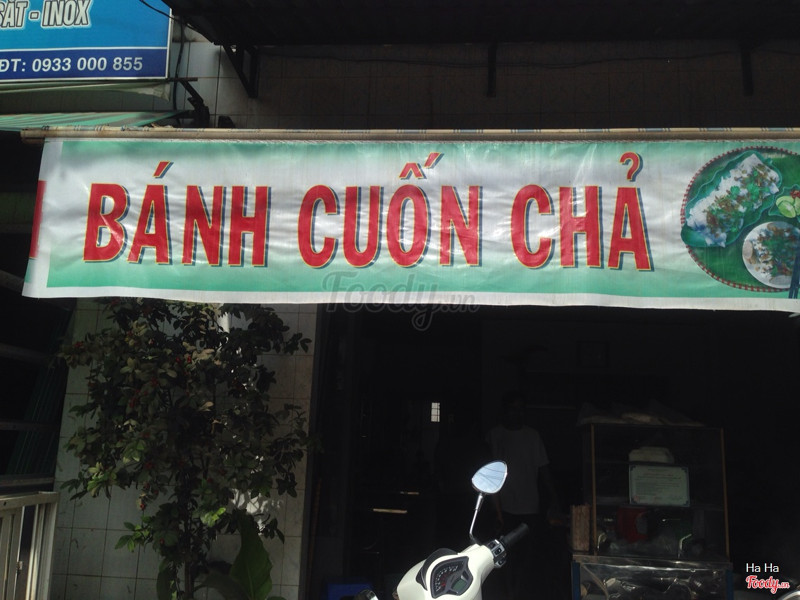 SẮT - INOX
ĐT: 0933 000 855
BÁNH CUỐN CHẢ
Foody.vn
Ha Ha
Foody.vn